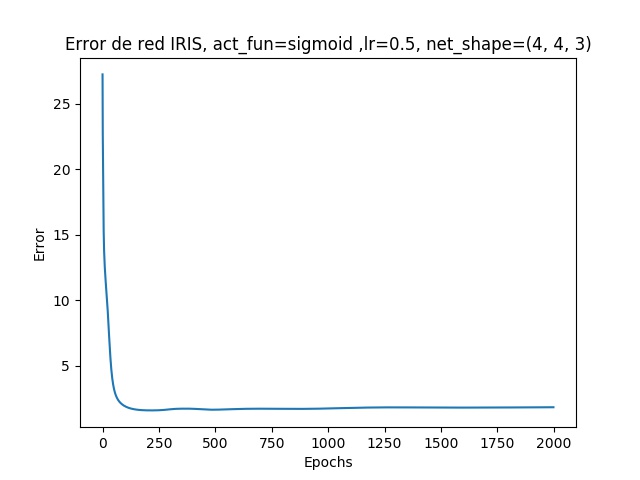 Error de red IRIS, act_fun=sigmoid ,lr=0.5, net_shape=(4, 4, 3)
25
20
15
10
5
Error
0 250 500 750 1000 1250 1500 1750 2000
Epochs